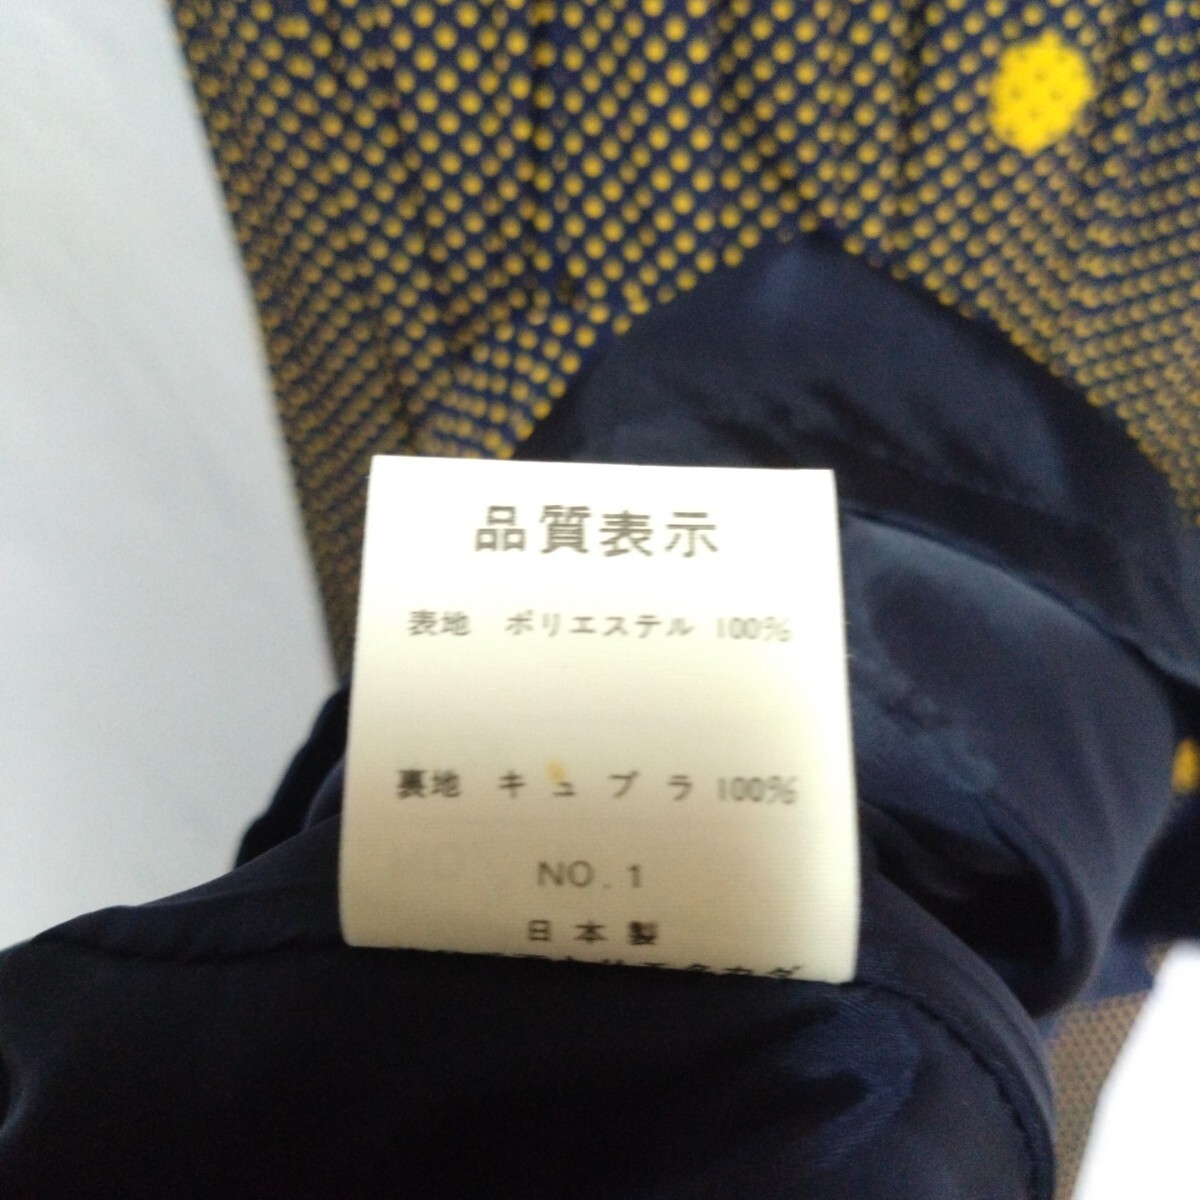 品質表示
表地 ポリエステル 100%
裏地 キュプラ 100%
NO.1
日本製